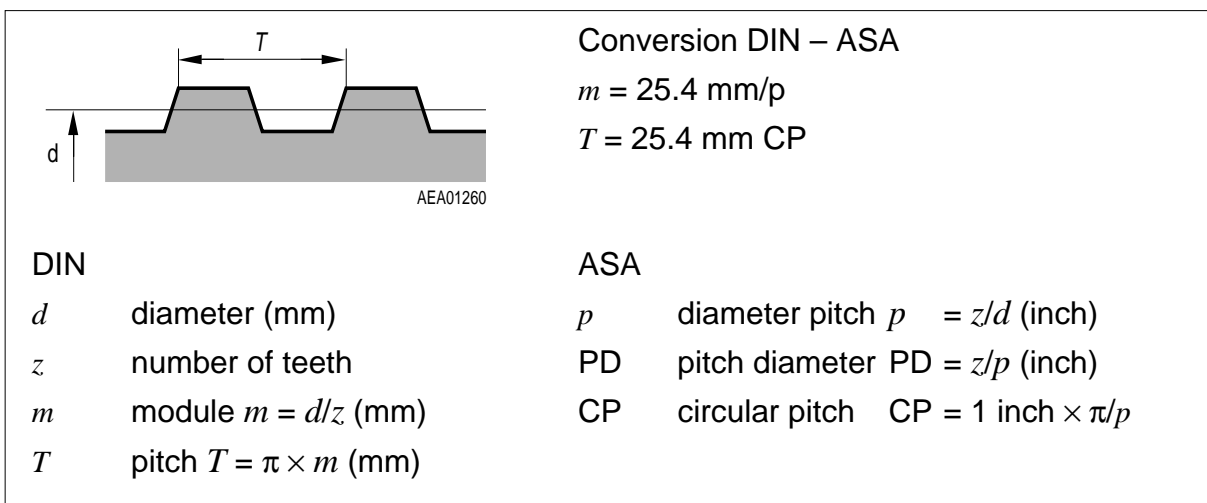 T
d
AEA01260
Conversion DIN – ASA
m = 25.4 mm/p
T = 25.4 mm CP
DIN
d diameter (mm)
z number of teeth
m module m = d/z (mm)
T pitch T = π × m (mm)
ASA
p diameter pitch p = z/d (inch)
PD pitch diameter PD = z/p (inch)
CP circular pitch CP = 1 inch × π/p